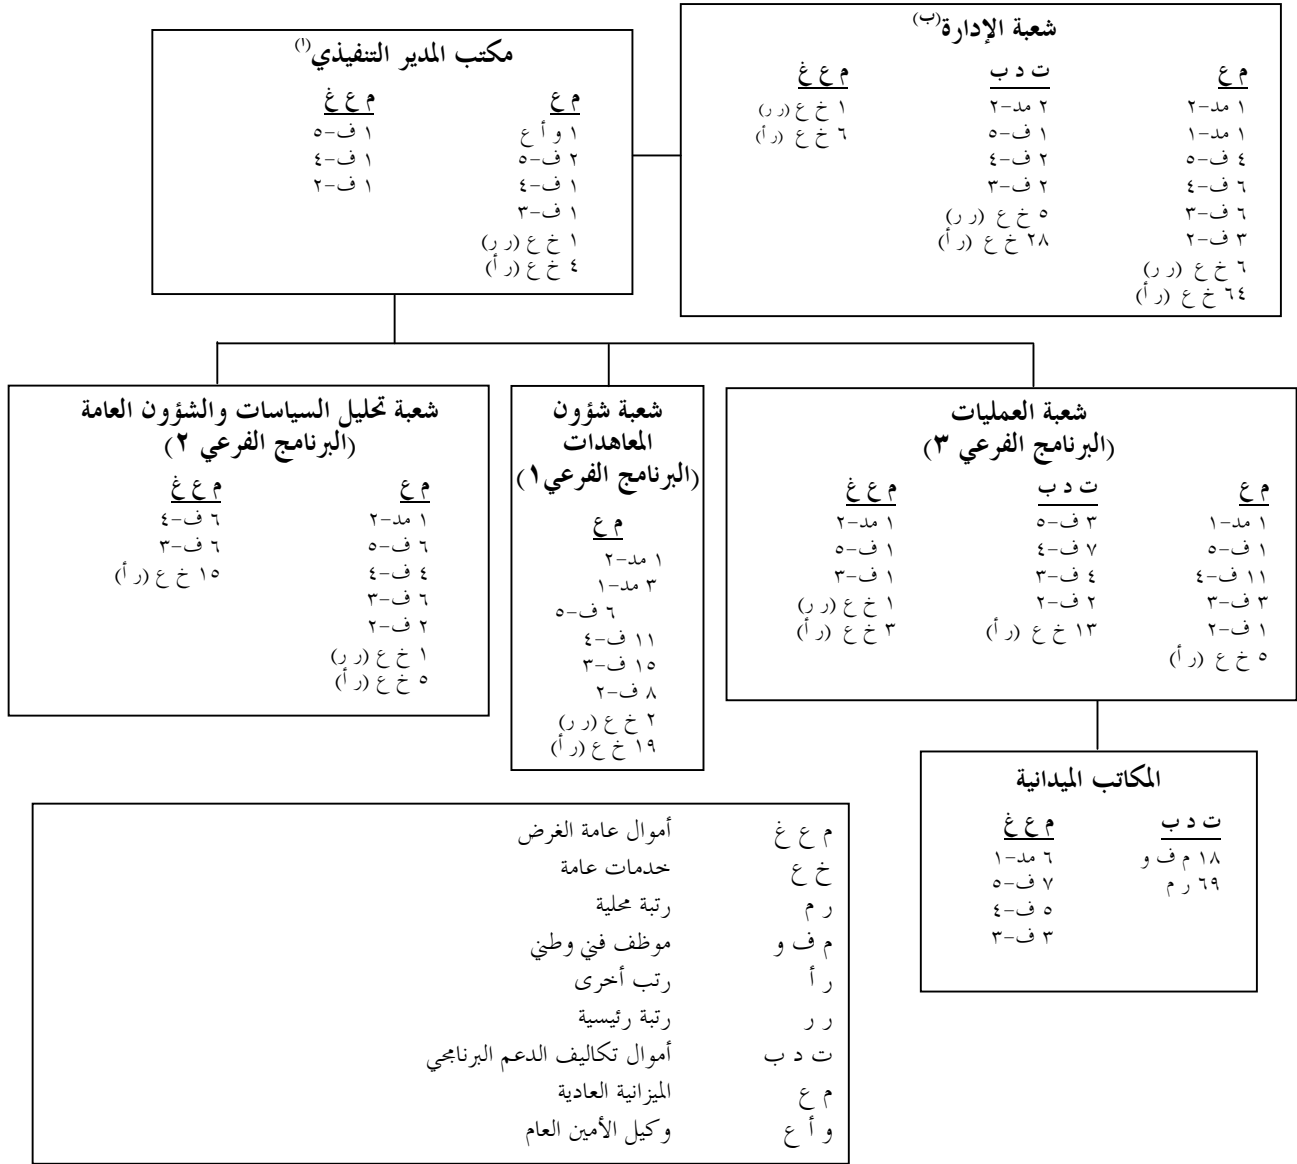 شعبة الإدارة(ب)
م ع
١ مد-٢
١ مد-١
٤ ف-٥
٦ ف-٤
٦ ف-٣
٣ ف-٢
٦ خ ع (ر ر)
٦٤ خ ع (ر أ)
ت د ب
٢ مد-٢
١ ف-٥
٢ ف-٤
٢ ف-٣
٥ خ ع (ر ر)
٢٨ خ ع (ر أ)
م ع غ
١ خ ع (ر ر)
٦ خ ع (ر أ)
مكتب المدير التنفيذي(ا)
م ع
١ و أ ع
٢ ف-٥
١ ف-٤
١ ف-٣
١ خ ع (ر ر)
٤ خ ع (ر أ)
م ع غ
١ ف-٥
١ ف-٤
١ ف-٢
شعبة العمليات
(البرنامج الفرعي ٣)
م ع
١ مد-١
١ ف-٥
١١ ف-٤
٣ ف-٣
١ ف-٢
٥ خ ع (ر أ)
ت د ب
٣ ف-٥
٧ ف-٤
٤ ف-٣
٢ ف-٢
١٣ خ ع (ر أ)
م ع غ
١ مد-٢
١ ف-٥
١ ف-٣
١ خ ع (ر ر)
٣ خ ع (ر أ)
شعبة شؤون
المعاهدات
(البرنامج الفرعي١)
م ع
١ مد-٢
٣ مد-١
٦ ف-٥
١١ ف-٤
١٥ ف-٣
٨ ف-٢
٢ خ ع (ر ر)
١٩ خ ع (ر أ)
شعبة تحليل السياسات والشؤون العامة
(البرنامج الفرعي ٢)
م ع
١ مد-٢
٦ ف-٥
٤ ف-٤
٦ ف-٣
٢ ف-٢
١ خ ع (ر ر)
٥ خ ع (ر أ)
م ع غ
٦ ف-٤
٦ ف-٣
١٥ خ ع (ر أ)
المكاتب الميدانية
ت د ب
١٨ م ف و
٦٩ ر م
م ع غ
٦ مد-١
٧ ف-٥
٥ ف-٤
٣ ف-٣
م ع غ أموال عامة الغرض
خ ع خدمات عامة
ر م رتبة محلية
م ف و موظف فني وطني
ر أ رتب أخرى
ر ر رتبة رئيسية
ت د ب أموال تكاليف الدعم البرنامجي
م ع الميزانية العادية
و أ ع وكيل الأمين العام